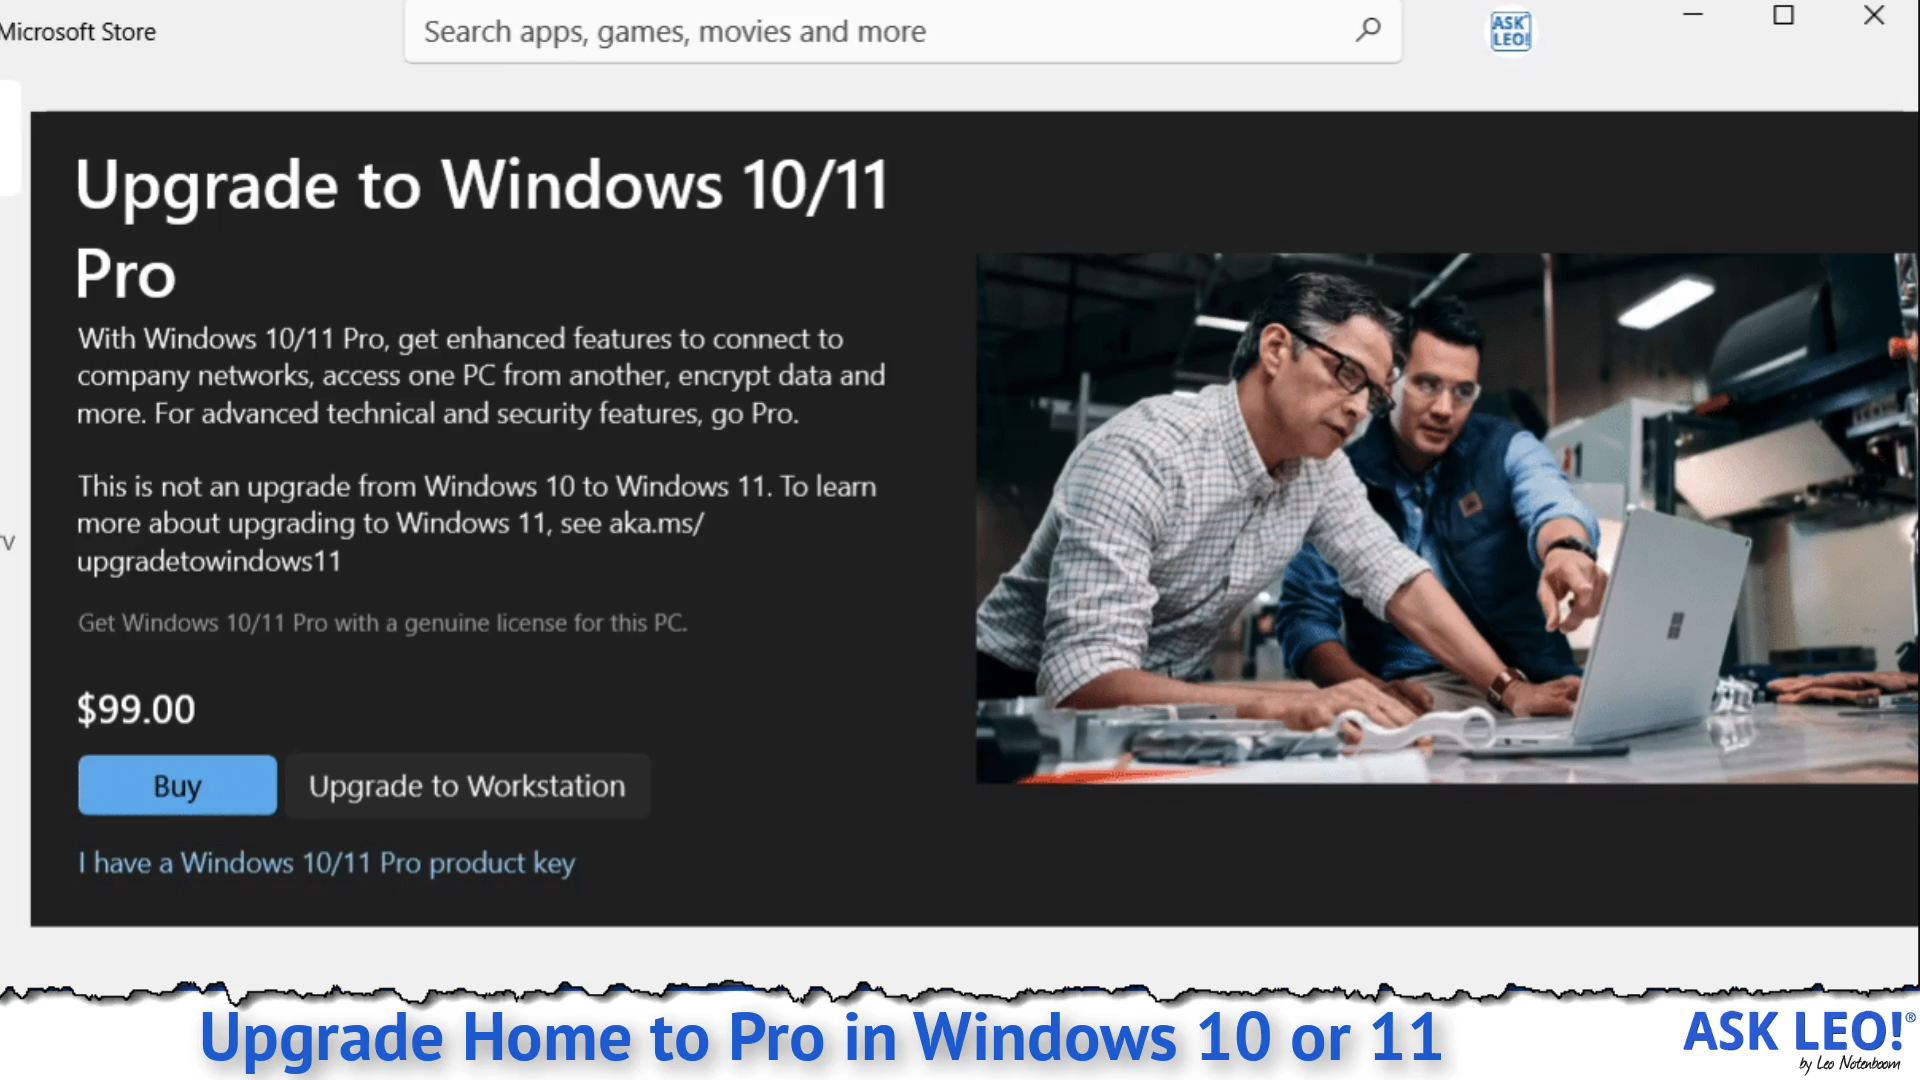 Microsoft Store
Search apps, games, movies and more
ASK
LEO!
Upgrade to Windows 10/11
Pro
With Windows 10/11 Pro, get enhanced features to connect to
company networks, access one PC from another, encrypt data and
more. For advanced technical and security features, go Pro.
This is not an upgrade from Windows 10 to Windows 11. To learn
more about upgrading to Windows 11, see aka.ms/
upgradetowindows11
Get Windows 10/11 Pro with a genuine license for this PC.
$99.00
Buy
Upgrade to Workstation
I have a Windows 10/11 Pro product key
Upgrade Home to Pro in Windows 10 or 11
ASK LEO!®
by Leo Notenboom